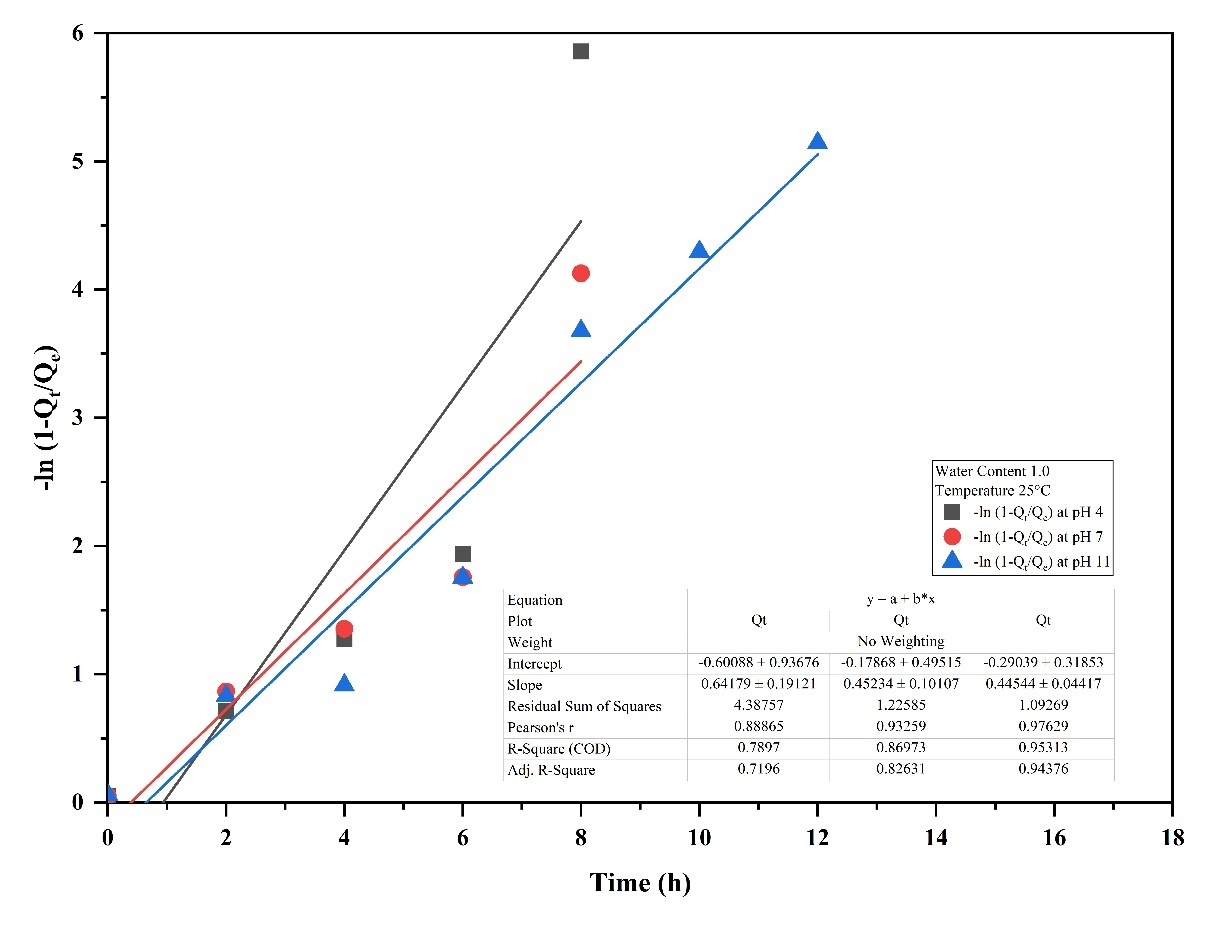 6
5
4
3
2
1
0
-ln (1-Qt/Qe)
0 2 4 6 8 10 12 14 16 18
Time (h)
Water Content 1.0
Temperature 25°C
-ln (1-Qt/Qe) at pH 4
-ln (1-Qt/Qe) at pH 7
-ln (1-Qt/Qe) at pH 11
Equation y = a + b*x
Plot Qt Qt Qt
Weight No Weighting
Intercept -0.60088 ± 0.93676 -0.17868 ± 0.49515 -0.29039 ± 0.31853
Slope 0.64179 ± 0.19121 0.45234 ± 0.10107 0.44544 ± 0.04417
Residual Sum of Squares 4.38757 1.22585 1.09269
Pearson's r 0.88865 0.93259 0.97629
R-Square (COD) 0.7897 0.86973 0.95313
Adj. R-Square 0.7196 0.82631 0.94376